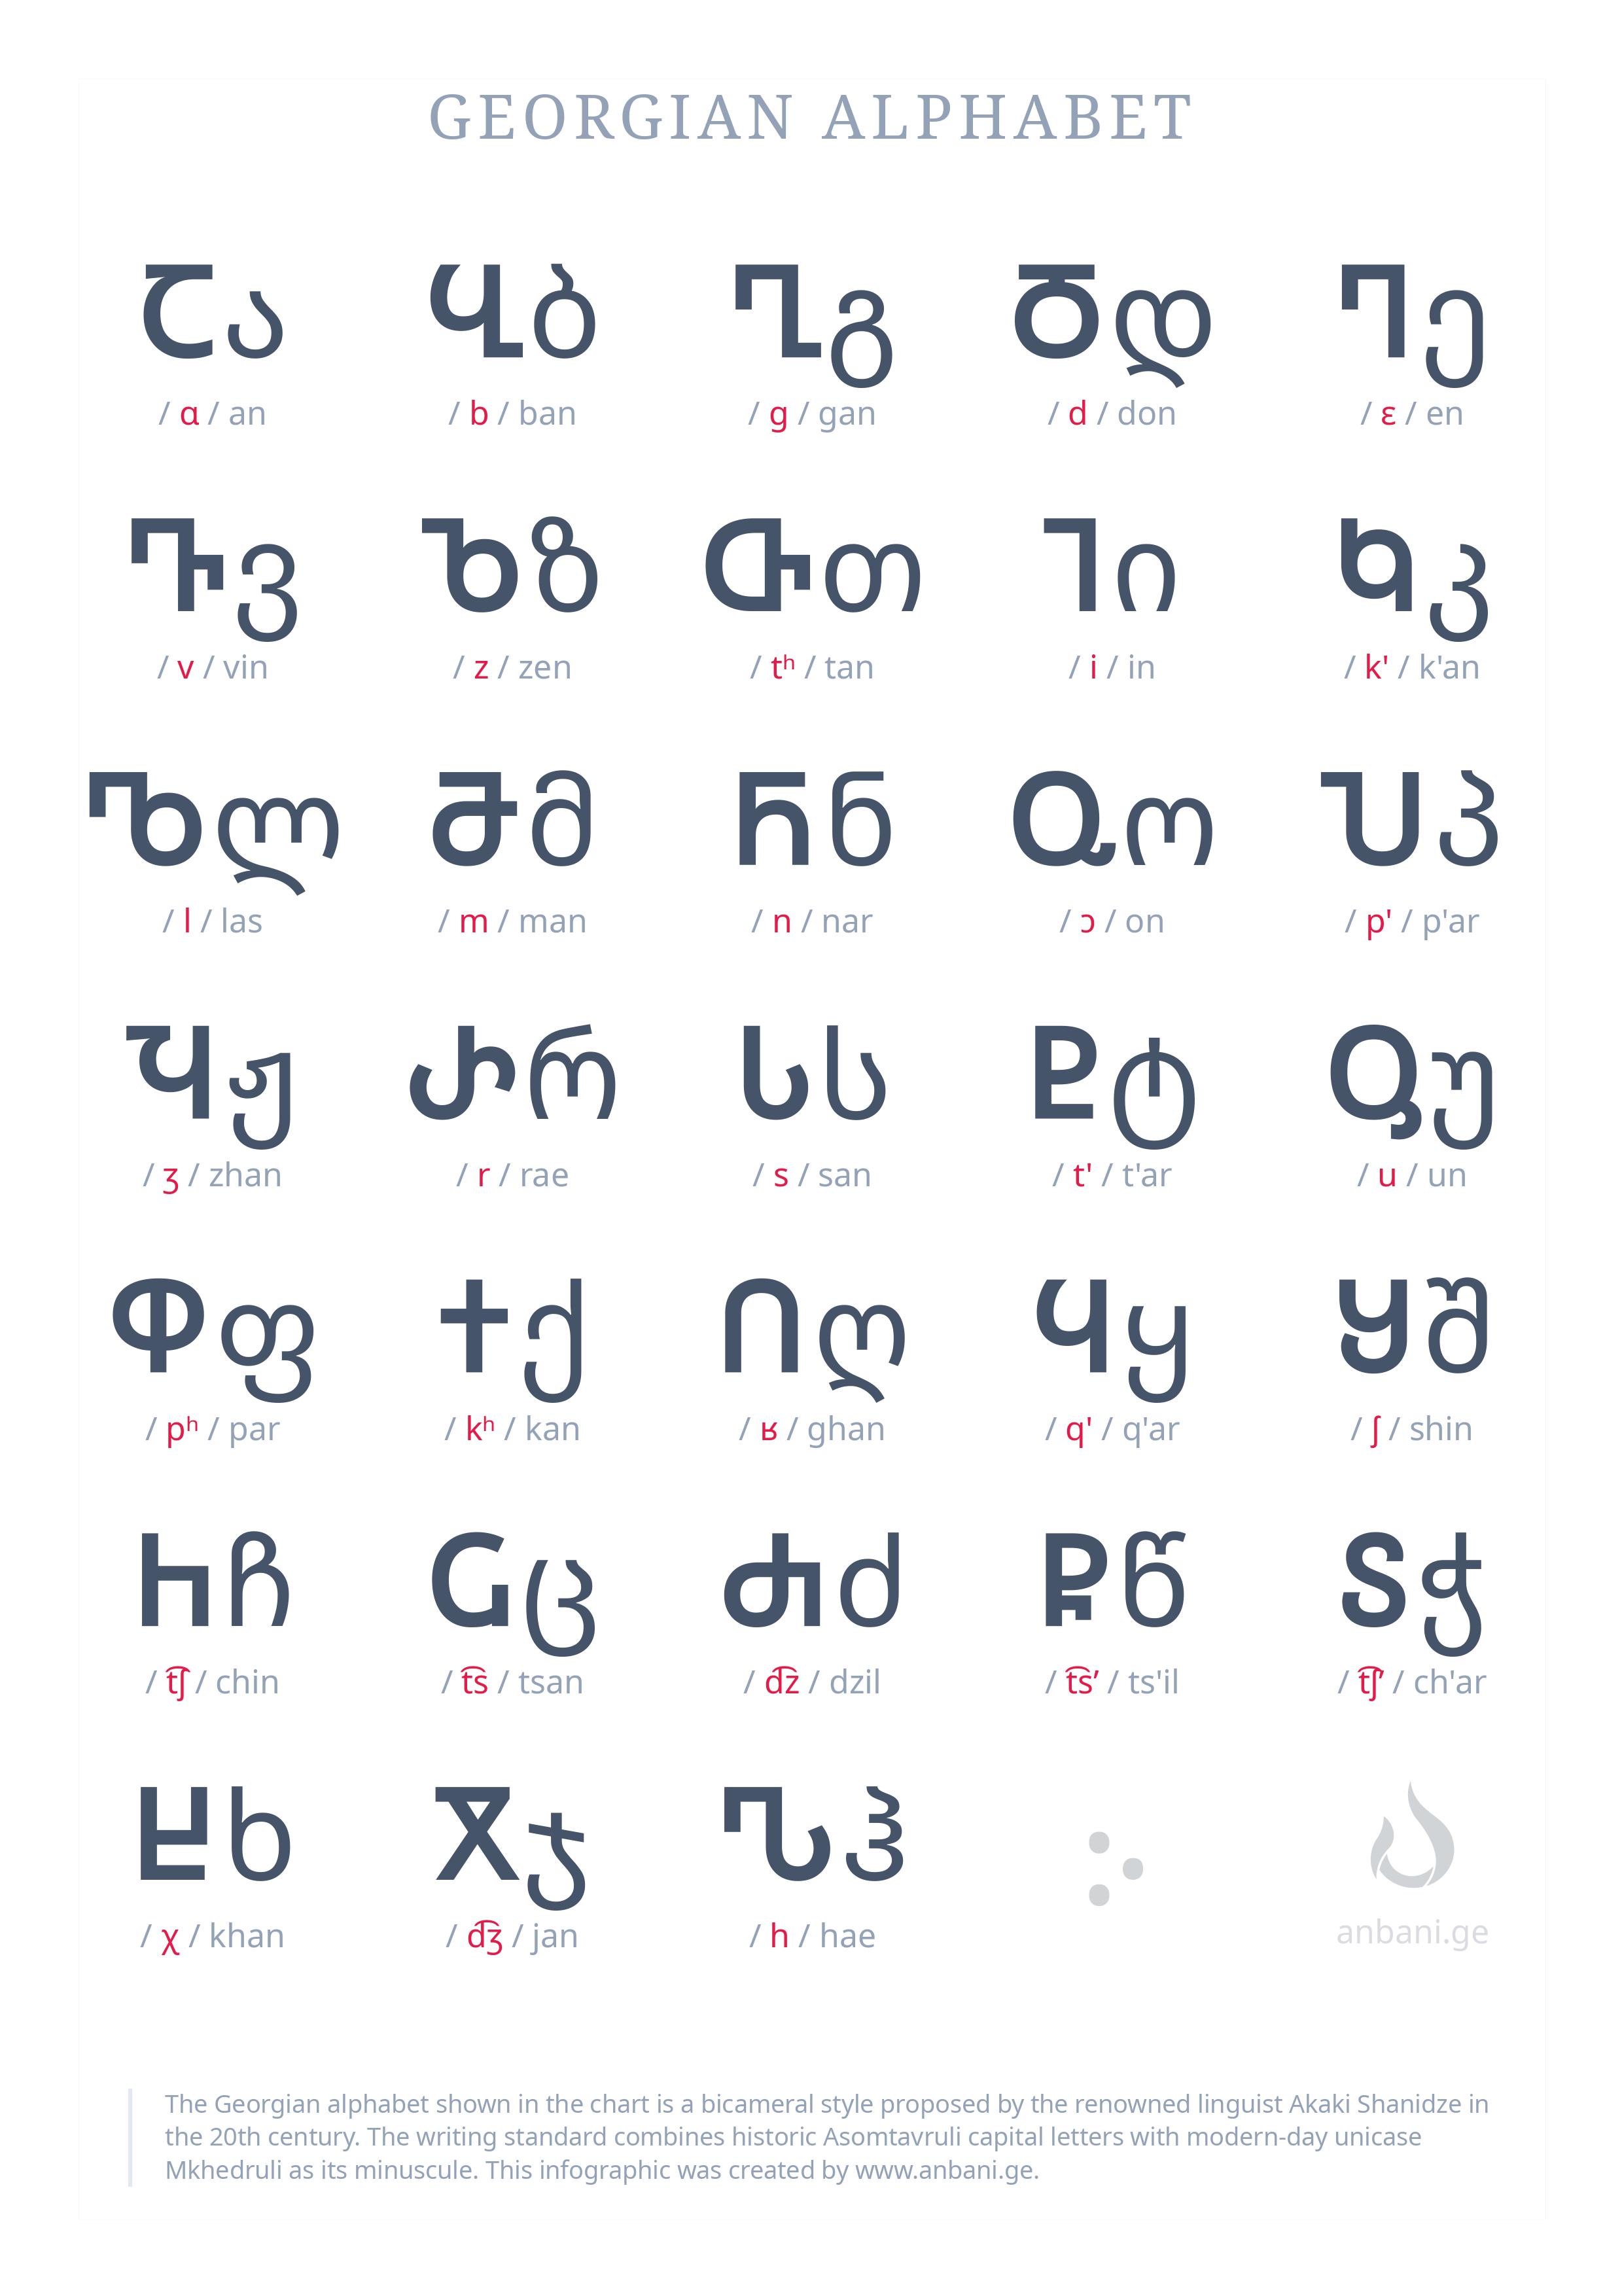 GEORGIAN ALPHABET
Ⴀა Ⴁბ Ⴂგ Ⴃდ Ⴄე
/ ɑ / an / b / ban / g / gan / d / don / ɛ / en
Ⴅვ Ⴆზ Ⴇთ Ⴈი Ⴉკ
/ v / vin / z / zen / tʰ / tan / i / in / k' / k'an
Ⴊლ Ⴋმ Ⴌნ Ⴍო Ⴎპ
/ l / las / m / man / n / nar / ɔ / on / p' / p'ar
Ⴏჟ Ⴐრ Ⴑს Ⴒტ Ⴓუ
/ ʒ / zhan / r / rae / s / san / t' / t'ar / u / un
Ⴔფ Ⴕქ Ⴖღ Ⴗყ Ⴘშ
/ pʰ / par / kʰ / kan / ʁ / ghan / q' / q'ar / ʃ / shin
Ⴙჩ Ⴚც Ⴛძ Ⴜწ Ⴝჭ
/ t͡ʃ / chin / t͡s / tsan / d͡z / dzil / t͡s’ / ts'il / t͡ʃ’ / ch'ar
Ⴞხ Ⴟჯ Ⴠჰ
/ χ / khan / d͡ʒ / jan / h / hae anbani.ge
The Georgian alphabet shown in the chart is a bicameral style proposed by the renowned linguist Akaki Shanidze in
the 20th century. The writing standard combines historic Asomtavruli capital letters with modern-day unicase
Mkhedruli as its minuscule. This infographic was created by www.anbani.ge.